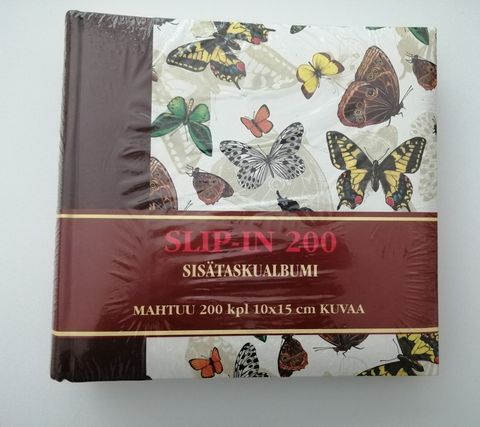 SLIP-IN 200
SISÄTASKUALBUMI
MAHTUU 200 kpl 10x15 cm KUVAA